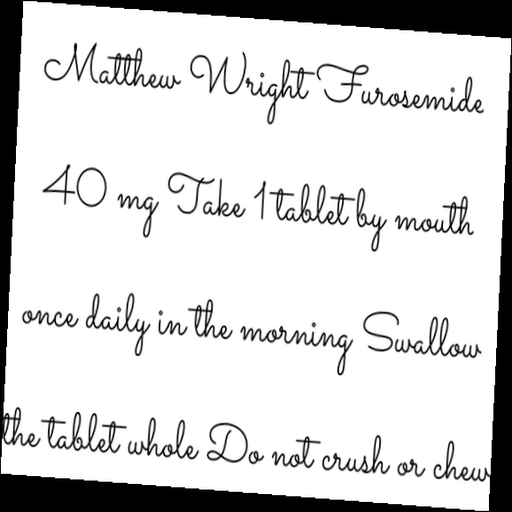 Matthew Wright Furosemide
40 mg Take 1 tablet by mouth
once daily in the morning Swallow
the tablet whole Do not crush or chew